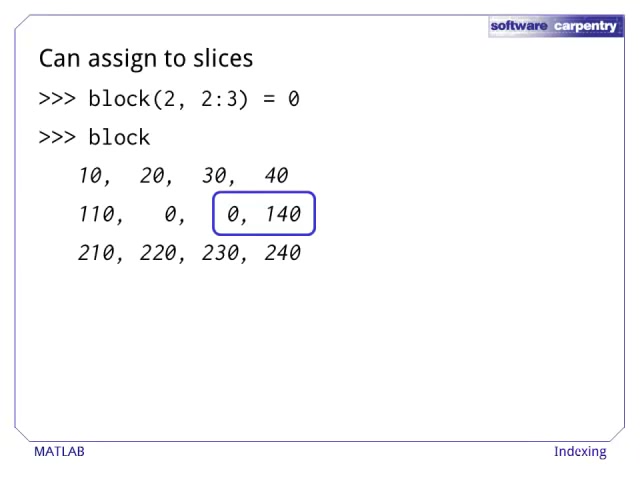 software carpentry
Can assign to slices
>>> block(2, 2:3) = 0
>>> block
10, 20, 30, 40
110, 0, 0, 140
210, 220, 230, 240
MATLAB
Indexing